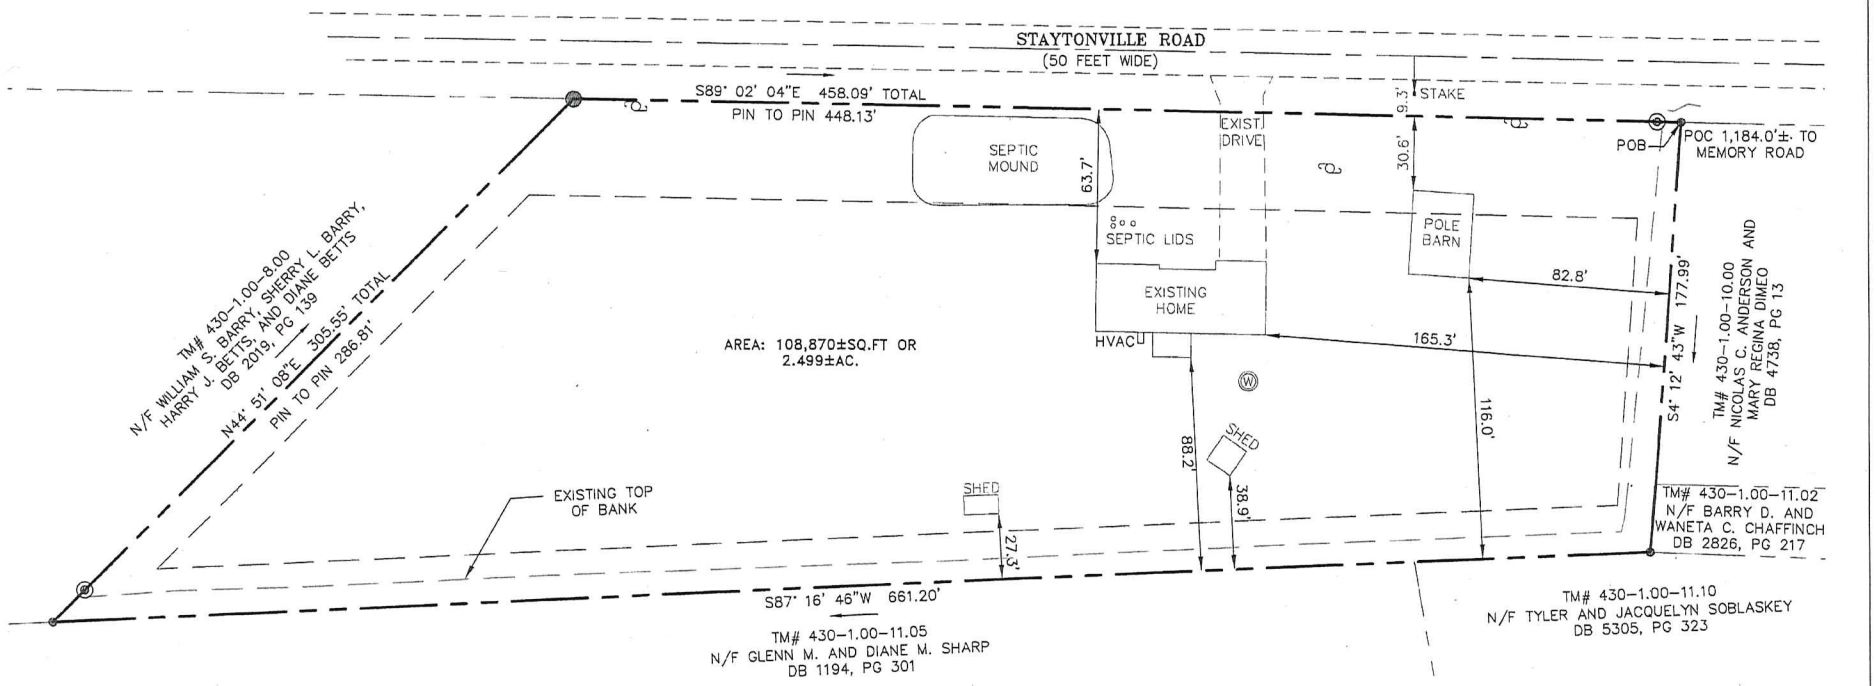 STAYTONVILLE ROAD
(50 FEET WIDE)
S89° 02' 04"E 458.09' TOTAL
PIN TO PIN 448.13'
9.3'
STAKE
EXIST.
DRIVE
30.6'
POB
POC 1,184.0'± TO
MEMORY ROAD
SEPTIC
MOUND
63.7'
SEPTIC LIDS
POLE
BARN
82.8'
EXISTING
HOME
HVAC
165.3'
W
116.0'
88.2'
SHED
38.9'
SHED
27.3'
AREA: 108,870±SQ.FT OR
2.499±AC.
TM# 430-1.00-8.00
N/F WILLIAM S. BARRY, SHERRY L. BARRY,
HARRY J. BETTS, AND DIANE BETTS
DB 2019, PG 139
N44° 51' 08"E 305.55' TOTAL
PIN TO PIN 286.81'
EXISTING TOP
OF BANK
S4° 12' 43"W 177.99'
TM# 430-1.00-10.00
N/F NICOLAS C. ANDERSON AND
MARY REGINA DIMEO
DB 4738, PG 13
TM# 430-1.00-11.02
N/F BARRY D. AND
WANETA C. CHAFFINCH
DB 2826, PG 217
S87° 16' 46"W 661.20'
TM# 430-1.00-11.05
N/F GLENN M. AND DIANE M. SHARP
DB 1194, PG 301
TM# 430-1.00-11.10
N/F TYLER AND JACQUELYN SOBLASKEY
DB 5305, PG 323